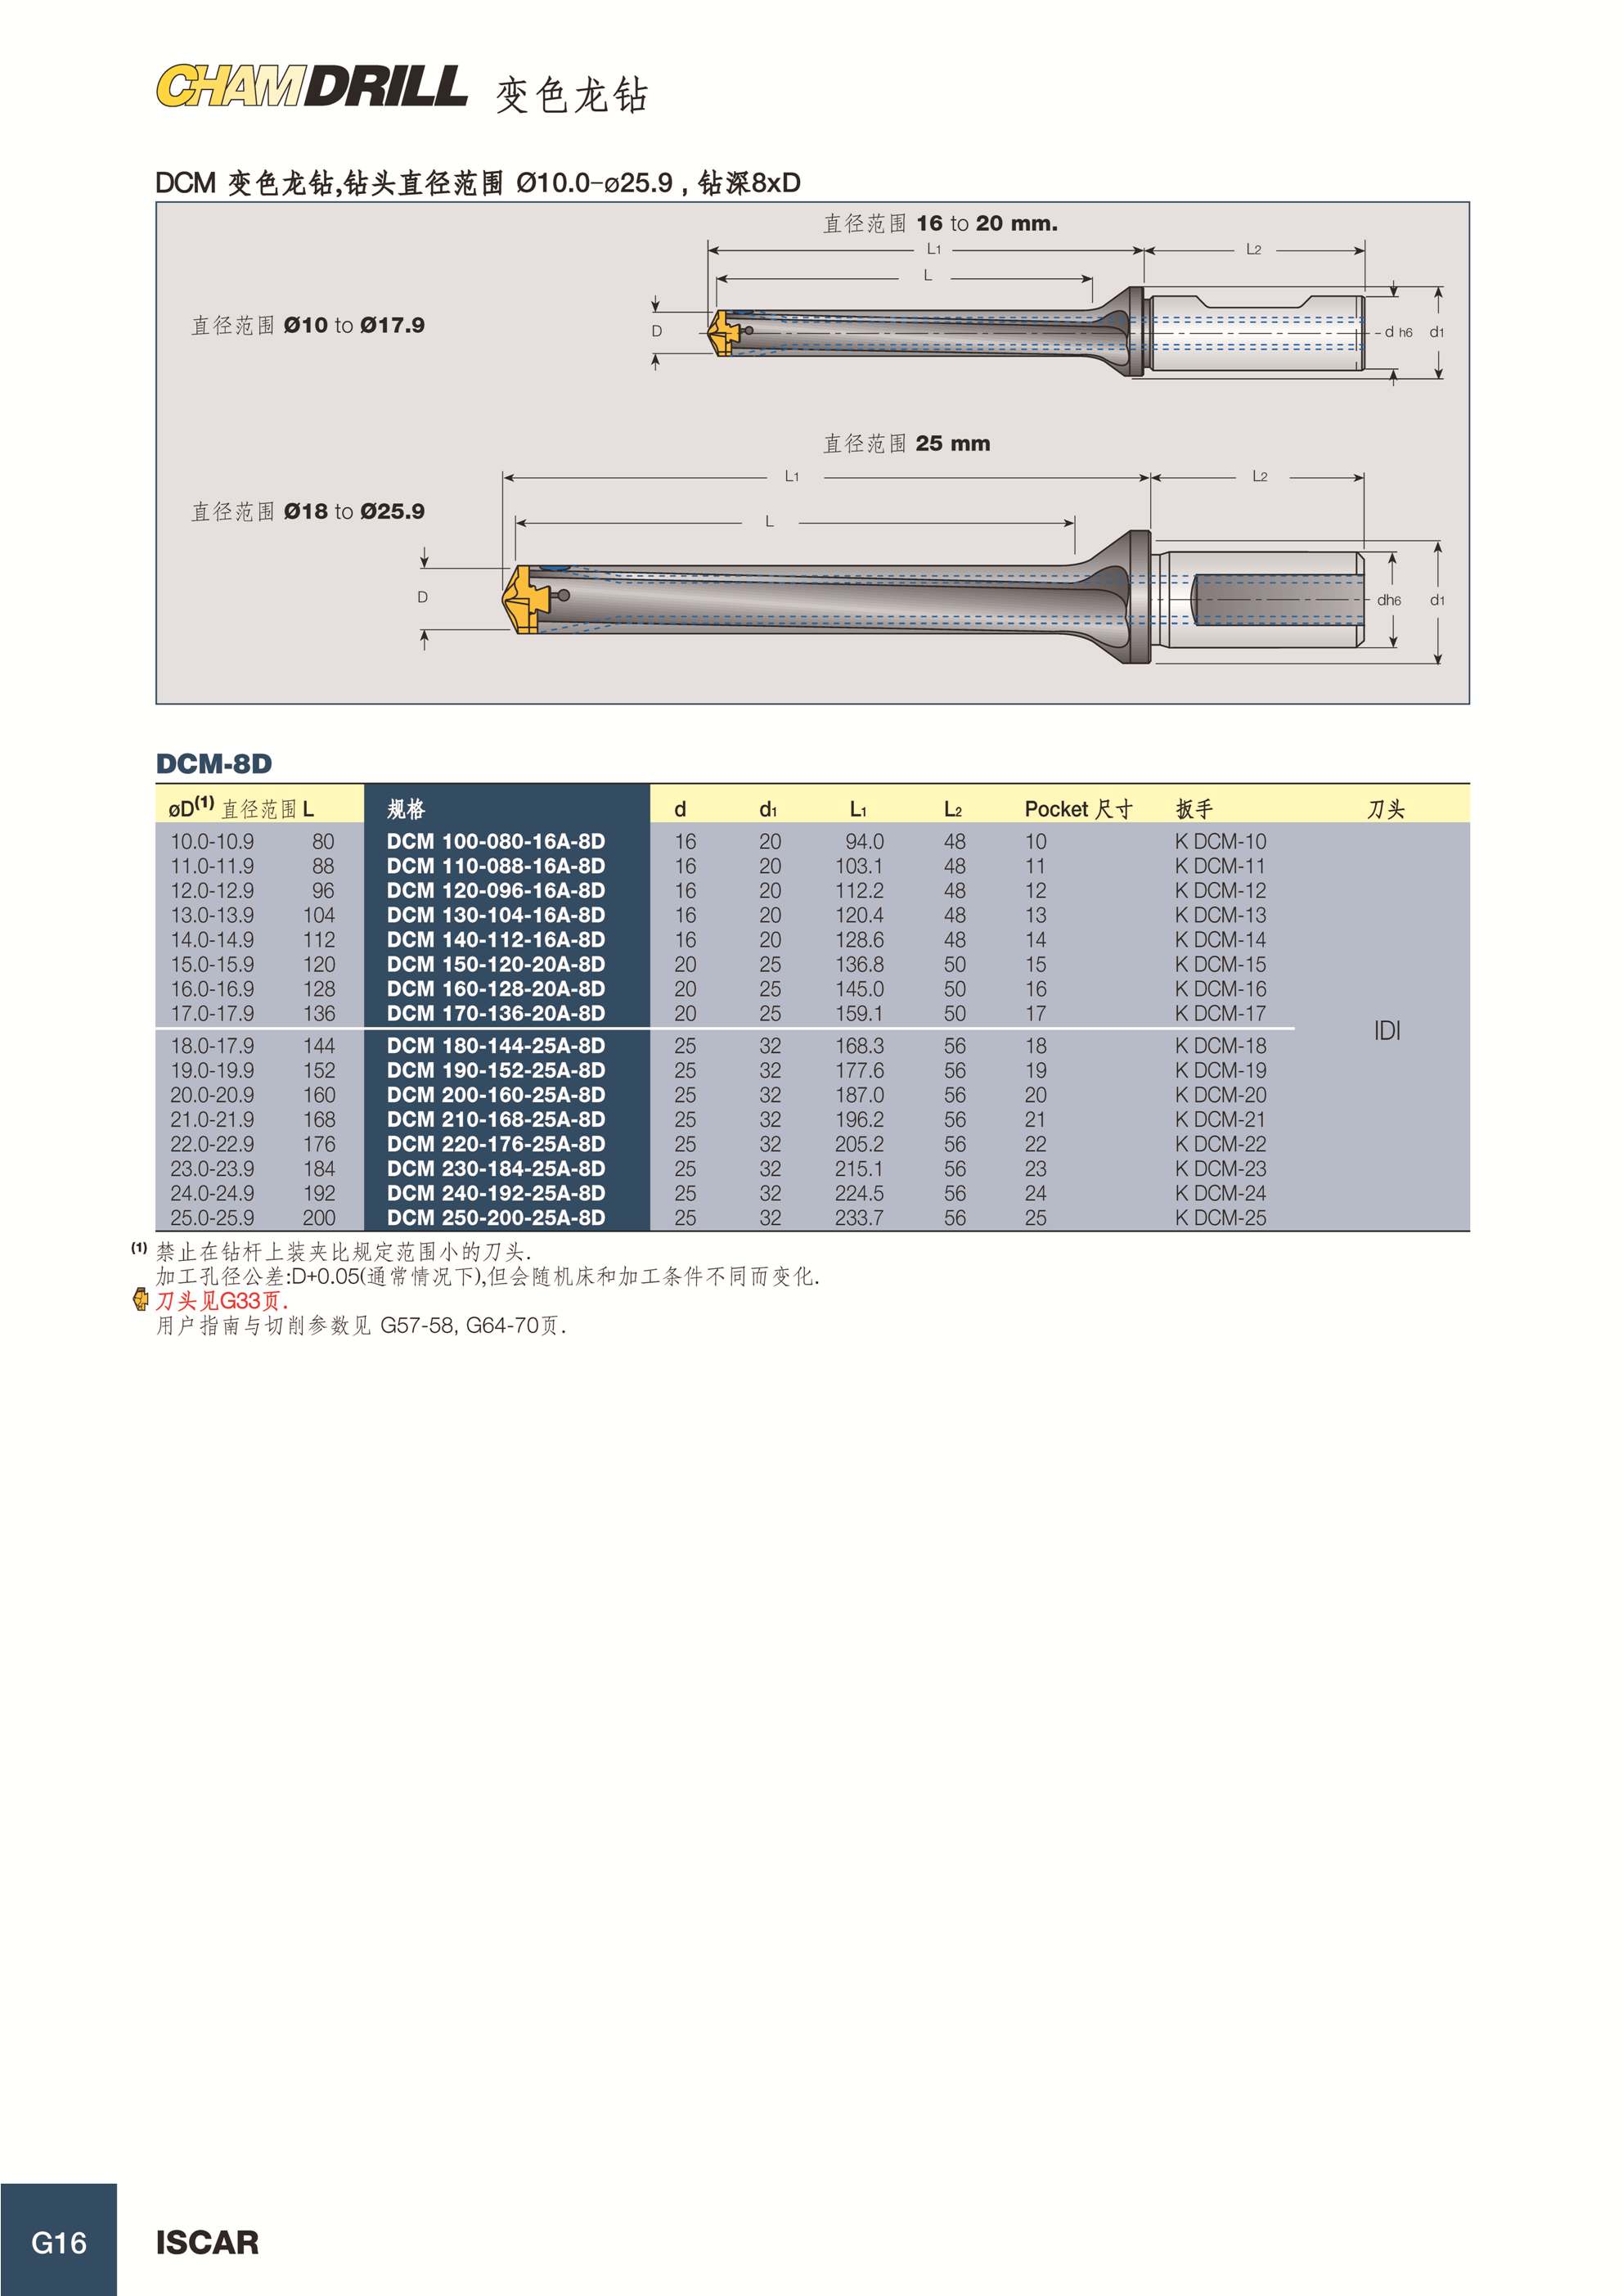 CHAMDRILL 变色龙钻
DCM 变色龙钻,钻头直径范围 Ø10.0-ø25.9 , 钻深8xD
直径范围 16 to 20 mm.
L1 L2
L
直径范围 Ø10 to Ø17.9
D d h6 d1
直径范围 25 mm
L1 L2
直径范围 Ø18 to Ø25.9
L
D dh6 d1
DCM-8D
øD(1) 直径范围 L 规格 d d1 L1 L2 Pocket 尺寸 扳手 刀头
10.0-10.9 80 DCM 100-080-16A-8D 16 20 94.0 48 10 K DCM-10
11.0-11.9 88 DCM 110-088-16A-8D 16 20 103.1 48 11 K DCM-11
12.0-12.9 96 DCM 120-096-16A-8D 16 20 112.2 48 12 K DCM-12
13.0-13.9 104 DCM 130-104-16A-8D 16 20 120.4 48 13 K DCM-13
14.0-14.9 112 DCM 140-112-16A-8D 16 20 128.6 48 14 K DCM-14
15.0-15.9 120 DCM 150-120-20A-8D 20 25 136.8 50 15 K DCM-15
16.0-16.9 128 DCM 160-128-20A-8D 20 25 145.0 50 16 K DCM-16
17.0-17.9 136 DCM 170-136-20A-8D 20 25 159.1 50 17 K DCM-17
IDI
18.0-17.9 144 DCM 180-144-25A-8D 25 32 168.3 56 18 K DCM-18
19.0-19.9 152 DCM 190-152-25A-8D 25 32 177.6 56 19 K DCM-19
20.0-20.9 160 DCM 200-160-25A-8D 25 32 187.0 56 20 K DCM-20
21.0-21.9 168 DCM 210-168-25A-8D 25 32 196.2 56 21 K DCM-21
22.0-22.9 176 DCM 220-176-25A-8D 25 32 205.2 56 22 K DCM-22
23.0-23.9 184 DCM 230-184-25A-8D 25 32 215.1 56 23 K DCM-23
24.0-24.9 192 DCM 240-192-25A-8D 25 32 224.5 56 24 K DCM-24
25.0-25.9 200 DCM 250-200-25A-8D 25 32 233.7 56 25 K DCM-25
(1) 禁止在钻杆上装夹比规定范围小的刀头.
加工孔径公差:D+0.05(通常情况下),但会随机床和加工条件不同而变化.
刀头见G33页.
用户指南与切削参数见 G57-58, G64-70页.
G16 ISCAR